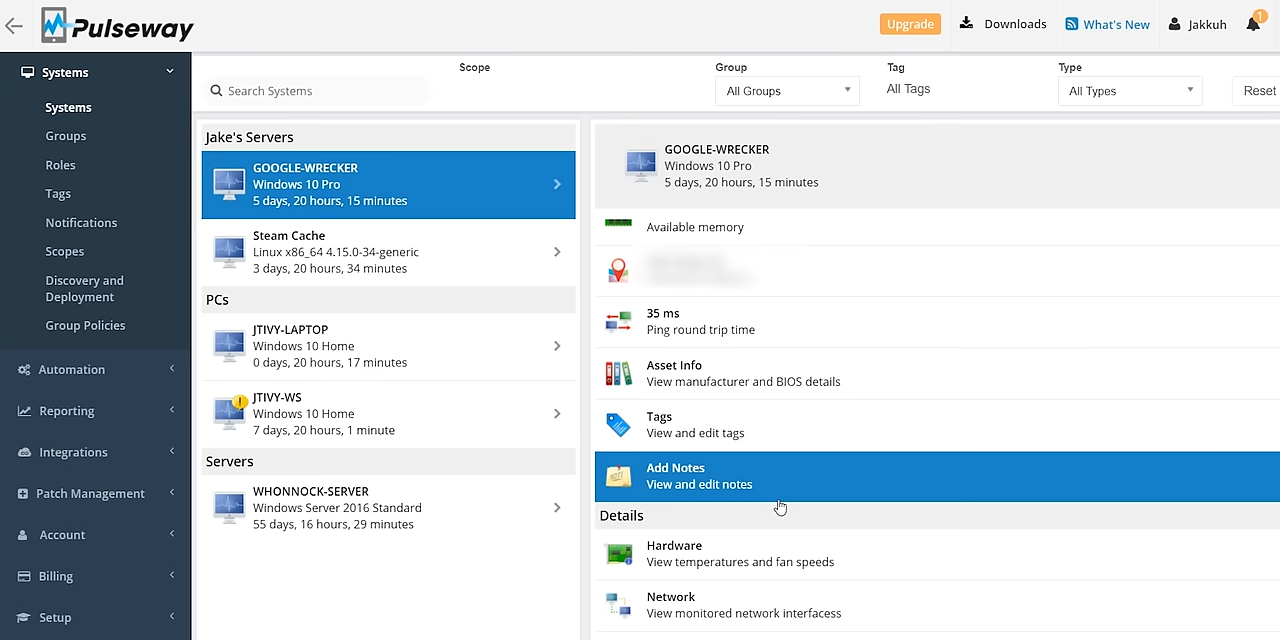 Pulseway
Upgrade
Downloads
What's New
Jakkuh
1
Systems
Systems
Groups
Roles
Tags
Notifications
Scopes
Discovery and
Deployment
Group Policies
Automation
Reporting
Integrations
Patch Management
Account
Billing
Setup
Search Systems
Scope
Group
All Groups
Tag
All Tags
Type
All Types
Reset
Jake's Servers
GOOGLE-WRECKER
Windows 10 Pro
5 days, 20 hours, 15 minutes
Steam Cache
Linux x86_64 4.15.0-34-generic
3 days, 20 hours, 34 minutes
PCs
JTIVY-LAPTOP
Windows 10 Home
0 days, 20 hours, 17 minutes
JTIVY-WS
Windows 10 Home
7 days, 20 hours, 1 minute
Servers
WHONNOCK-SERVER
Windows Server 2016 Standard
55 days, 16 hours, 29 minutes
GOOGLE-WRECKER
Windows 10 Pro
5 days, 20 hours, 15 minutes
Available memory
35 ms
Ping round trip time
Asset Info
View manufacturer and BIOS details
Tags
View and edit tags
Add Notes
View and edit notes
Details
Hardware
View temperatures and fan speeds
Network
View monitored network interfacess